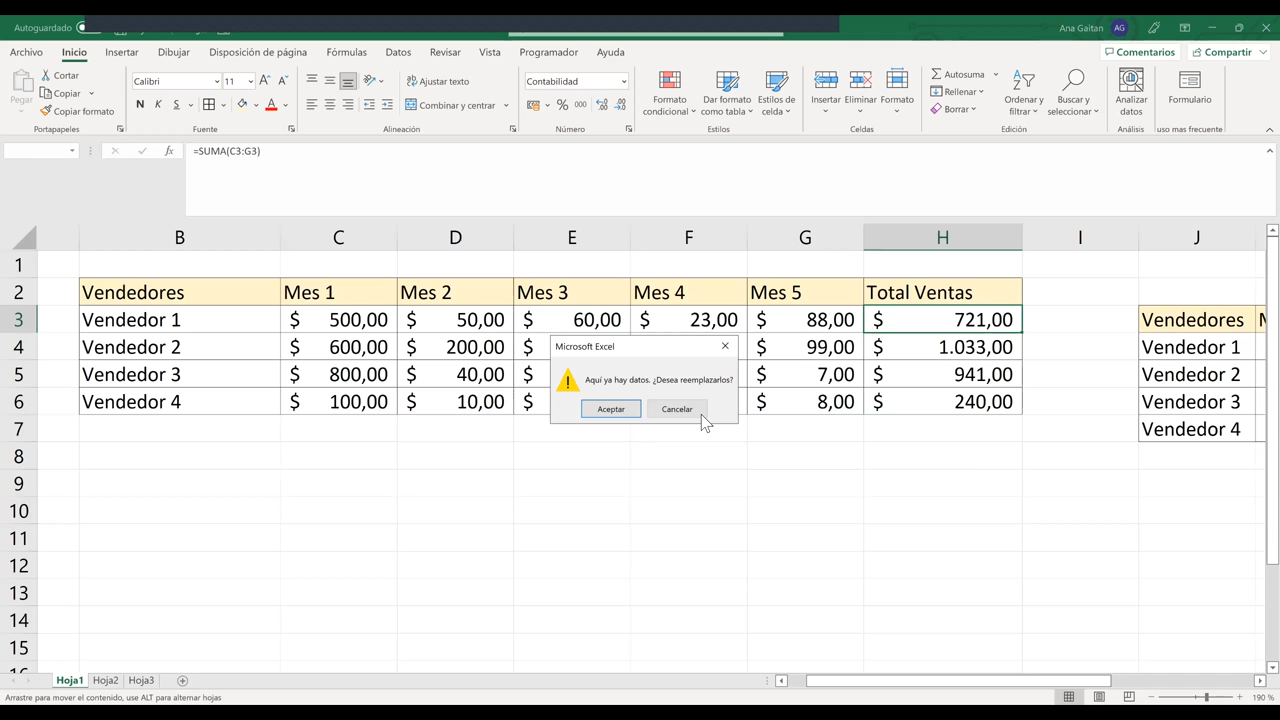 Autoguardado
Ana Gaitan AG
Archivo Inicio Insertar Dibujar Disposición de página Fórmulas Datos Revisar Vista Programador Ayuda Comentarios Compartir
Pegar
Cortar
Copiar
Copiar formato
Portapapeles
Calibri 11
N K S
A
Fuente
Ajustar texto
Combinar y centrar
Alineación
Contabilidad
% 000
Número
Formato condicional
Dar formato como tabla
Estilos de celda
Estilos
Insertar
Eliminar
Formato
Celdas
Autosuma
Rellenar
Borrar
Ordenar y filtrar
Buscar y seleccionar
Edición
Analizar datos
Análisis
Formulario
uso mas frecuente
fx =SUMA(C3:G3)
B C D E F G H I J
1
2 Vendedores Mes 1 Mes 2 Mes 3 Mes 4 Mes 5 Total Ventas
3 Vendedor 1 $ 500,00 $ 50,00 $ 60,00 $ 23,00 $ 88,00 $ 721,00 Vendedores
4 Vendedor 2 $ 600,00 $ 200,00 $ 99,00 $ 1.033,00 Vendedor 1
5 Vendedor 3 $ 800,00 $ 40,00 $ 7,00 $ 941,00 Vendedor 2
6 Vendedor 4 $ 100,00 $ 10,00 $ 8,00 $ 240,00 Vendedor 3
7 Vendedor 4
Microsoft Excel
Aquí ya hay datos. ¿Desea reemplazarlos?
Aceptar Cancelar
8
9
10
11
12
13
14
15
Hoja1 Hoja2 Hoja3
Arrastre para mover el contenido, use ALT para alternar hojas
190 %